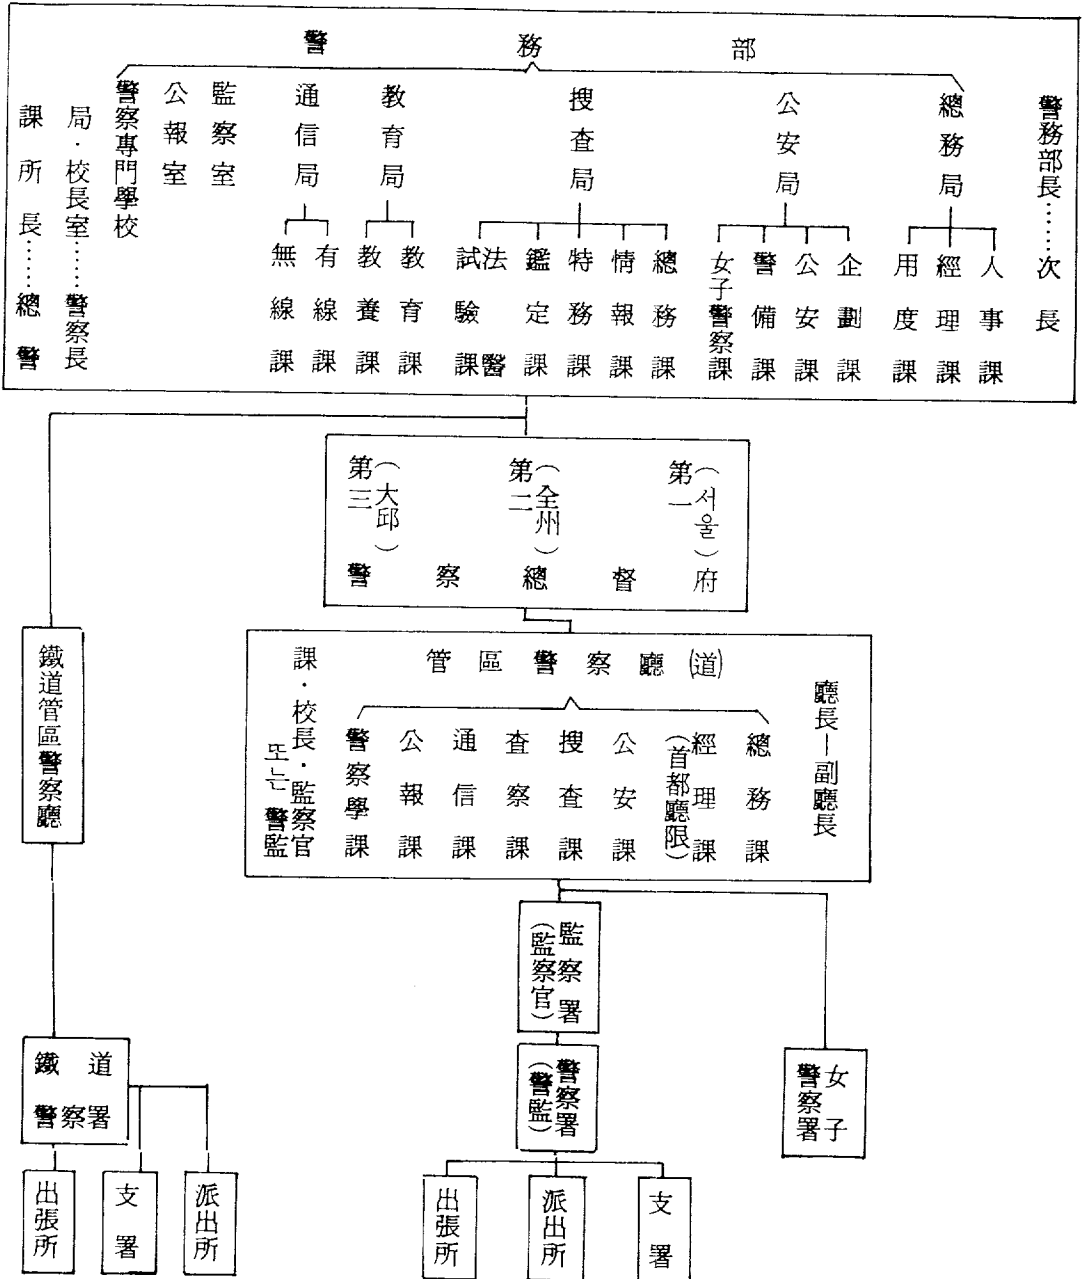 警務部
警務部長……次長
總務局
人事課
經理課
用度課
公安局
企劃課
公安課
警備課
女子警察課
搜査局
總務課
情報課
特務課
鑑定課
法醫
試驗課
教育局
教育課
教養課
通信局
有線課
無線課
監察室
公報室
警察專門學校
局·校長室……警察長
課所長……總警
第一(서울)
第二(全州)
第三(大邱)
警察總督府
管區警察廳(道)
廳長—副廳長
總務課
經理課
(首都廳限)
公安課
搜査課
査察課
通信課
公報課
警察學課
課·校長·監察官
또는警監
鐵道管區警察廳
監察署
(監察官)
警察署
(警監)
女子
警察署
支署
派出所
出張所
鐵道
警察署
派出所
支署
出張所